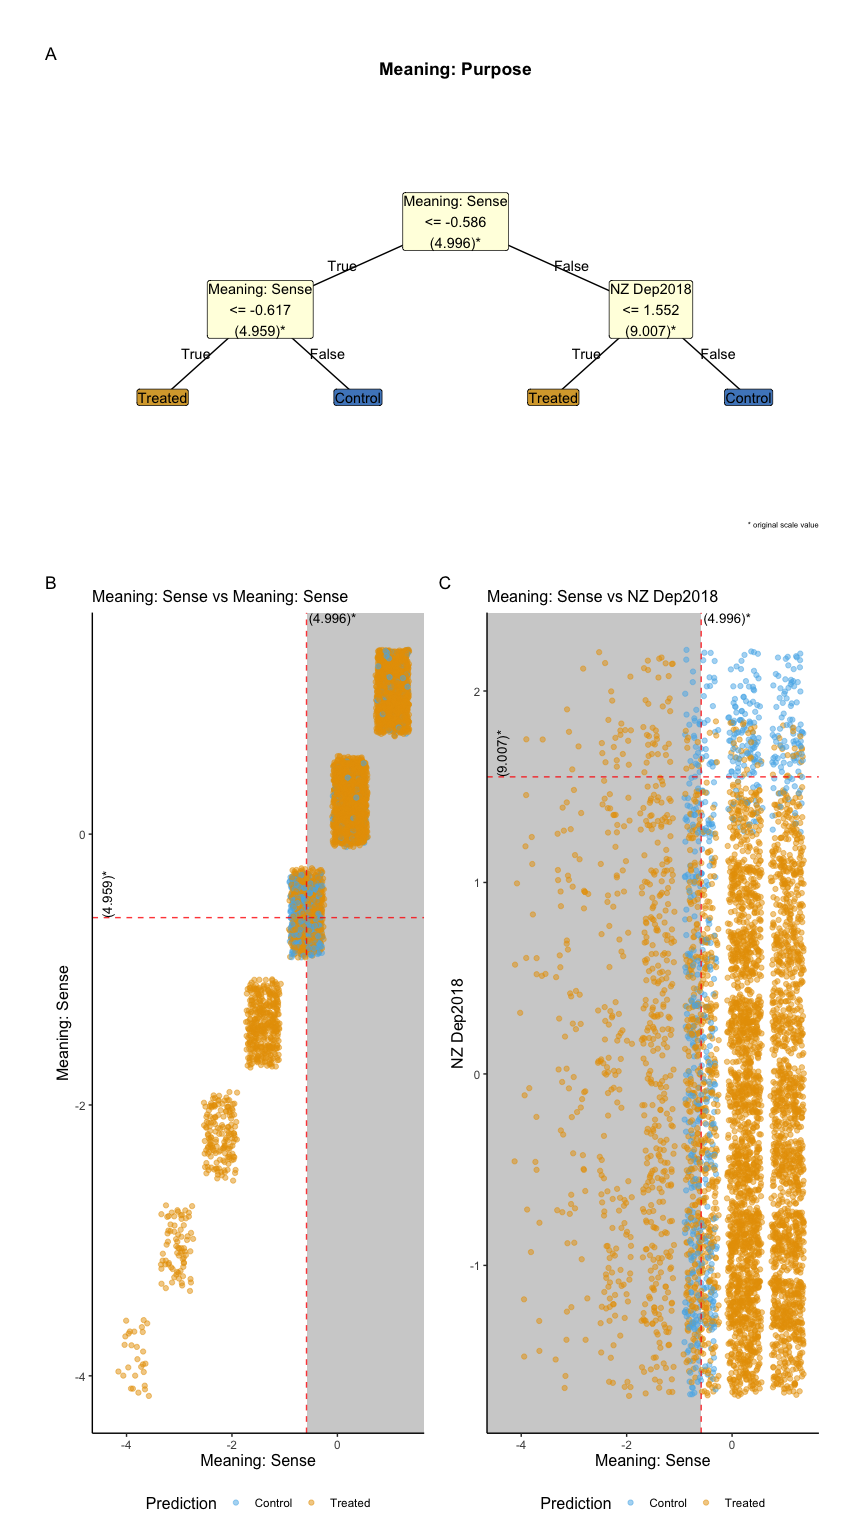 A
Meaning: Purpose
Meaning: Sense
<= -0.586
(4.996)*
True
False
Meaning: Sense
<= -0.617
(4.959)*
NZ Dep2018
<= 1.552
(9.007)*
True
False
True
False
Treated
Control
Treated
Control
* original scale value
B
Meaning: Sense vs Meaning: Sense
(4.996)*
(4.959)*
Meaning: Sense
0
-2
-4
-4
-2
0
Meaning: Sense
Prediction
Control
Treated
C
Meaning: Sense vs NZ Dep2018
(4.996)*
(9.007)*
NZ Dep2018
2
1
0
-1
-4
-2
0
Meaning: Sense
Prediction
Control
Treated